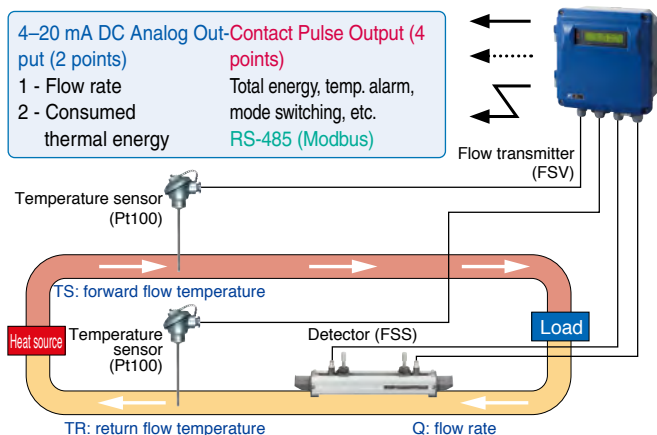 4–20 mA DC Analog Out-
put (2 points)
1 - Flow rate
2 - Consumed
thermal energy
Contact Pulse Output (4
points)
Total energy, temp. alarm,
mode switching, etc.
RS-485 (Modbus)
Flow transmitter
(FSV)
Temperature sensor
(Pt100)
TS: forward flow temperature
Heat source
Temperature
sensor
(Pt100)
Detector (FSS)
Load
TR: return flow temperature
Q: flow rate